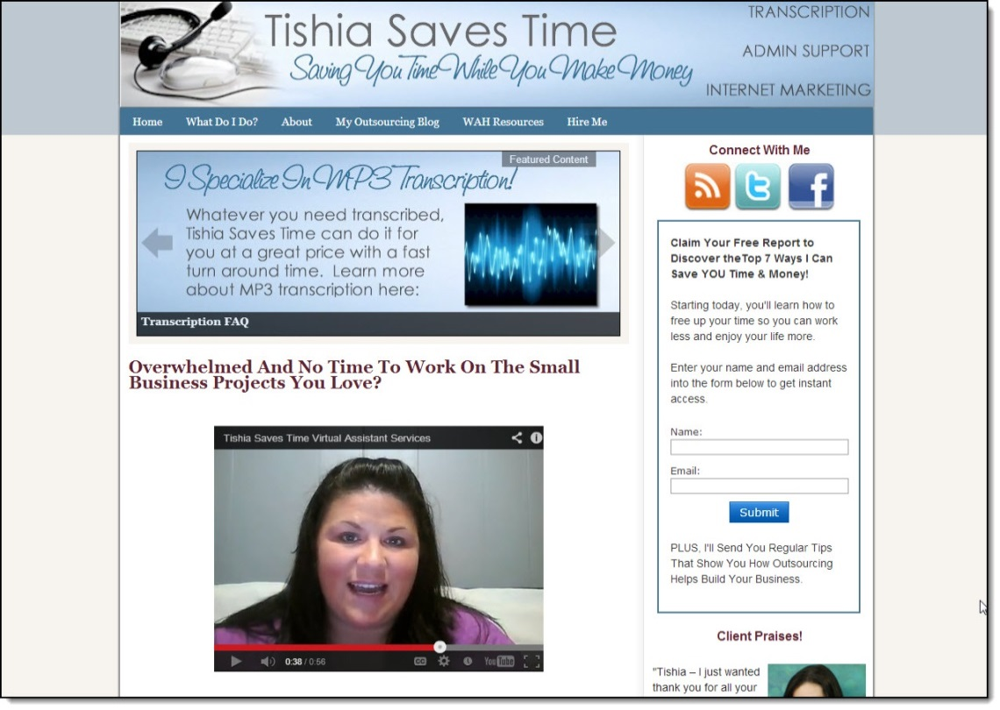 Tishia Saves Time
Saving You Time While You Make Money
TRANSCRIPTION
ADMIN SUPPORT
INTERNET MARKETING
Home What Do I Do? About My Outsourcing Blog WAH Resources Hire Me
Featured Content
I Specialize In MP3 Transcription!
Whatever you need transcribed,
Tishia Saves Time can do it for
you at a great price with a fast
turn around time. Learn more
about MP3 transcription here:
Transcription FAQ
Overwhelmed And No Time To Work On The Small
Business Projects You Love?
Tishia Saves Time Virtual Assistant Services
0:38 / 0:56
CC
YouTube
Connect With Me
Claim Your Free Report to
Discover theTop 7 Ways I Can
Save YOU Time & Money!
Starting today, you'll learn how to
free up your time so you can work
less and enjoy your life more.
Enter your name and email address
into the form below to get instant
access.
Name:
Email:
Submit
PLUS, I'll Send You Regular Tips
That Show You How Outsourcing
Helps Build Your Business.
Client Praises!
"Tishia – I just wanted
thank you for all your